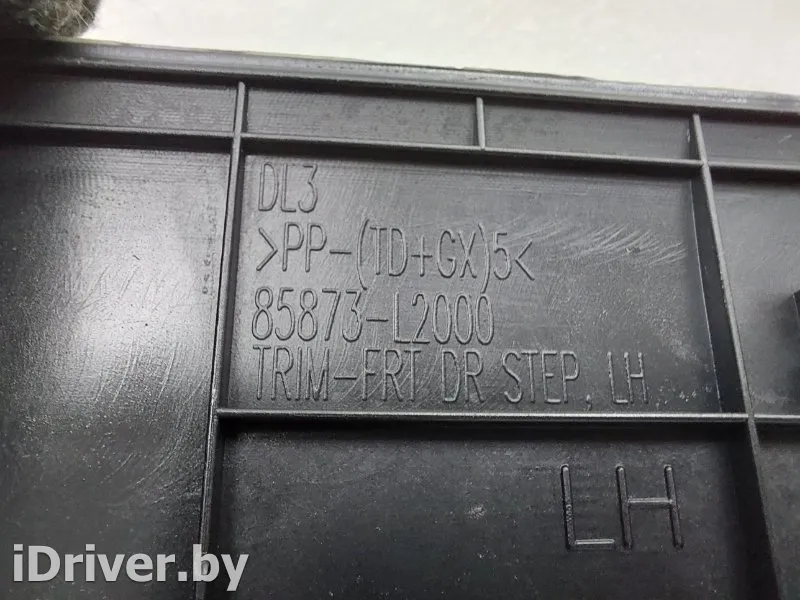 DL3
>PP-(TD+GX)5<
85873-L2000
TRIM-FRT DR STEP, LH
LH
iDriver.by